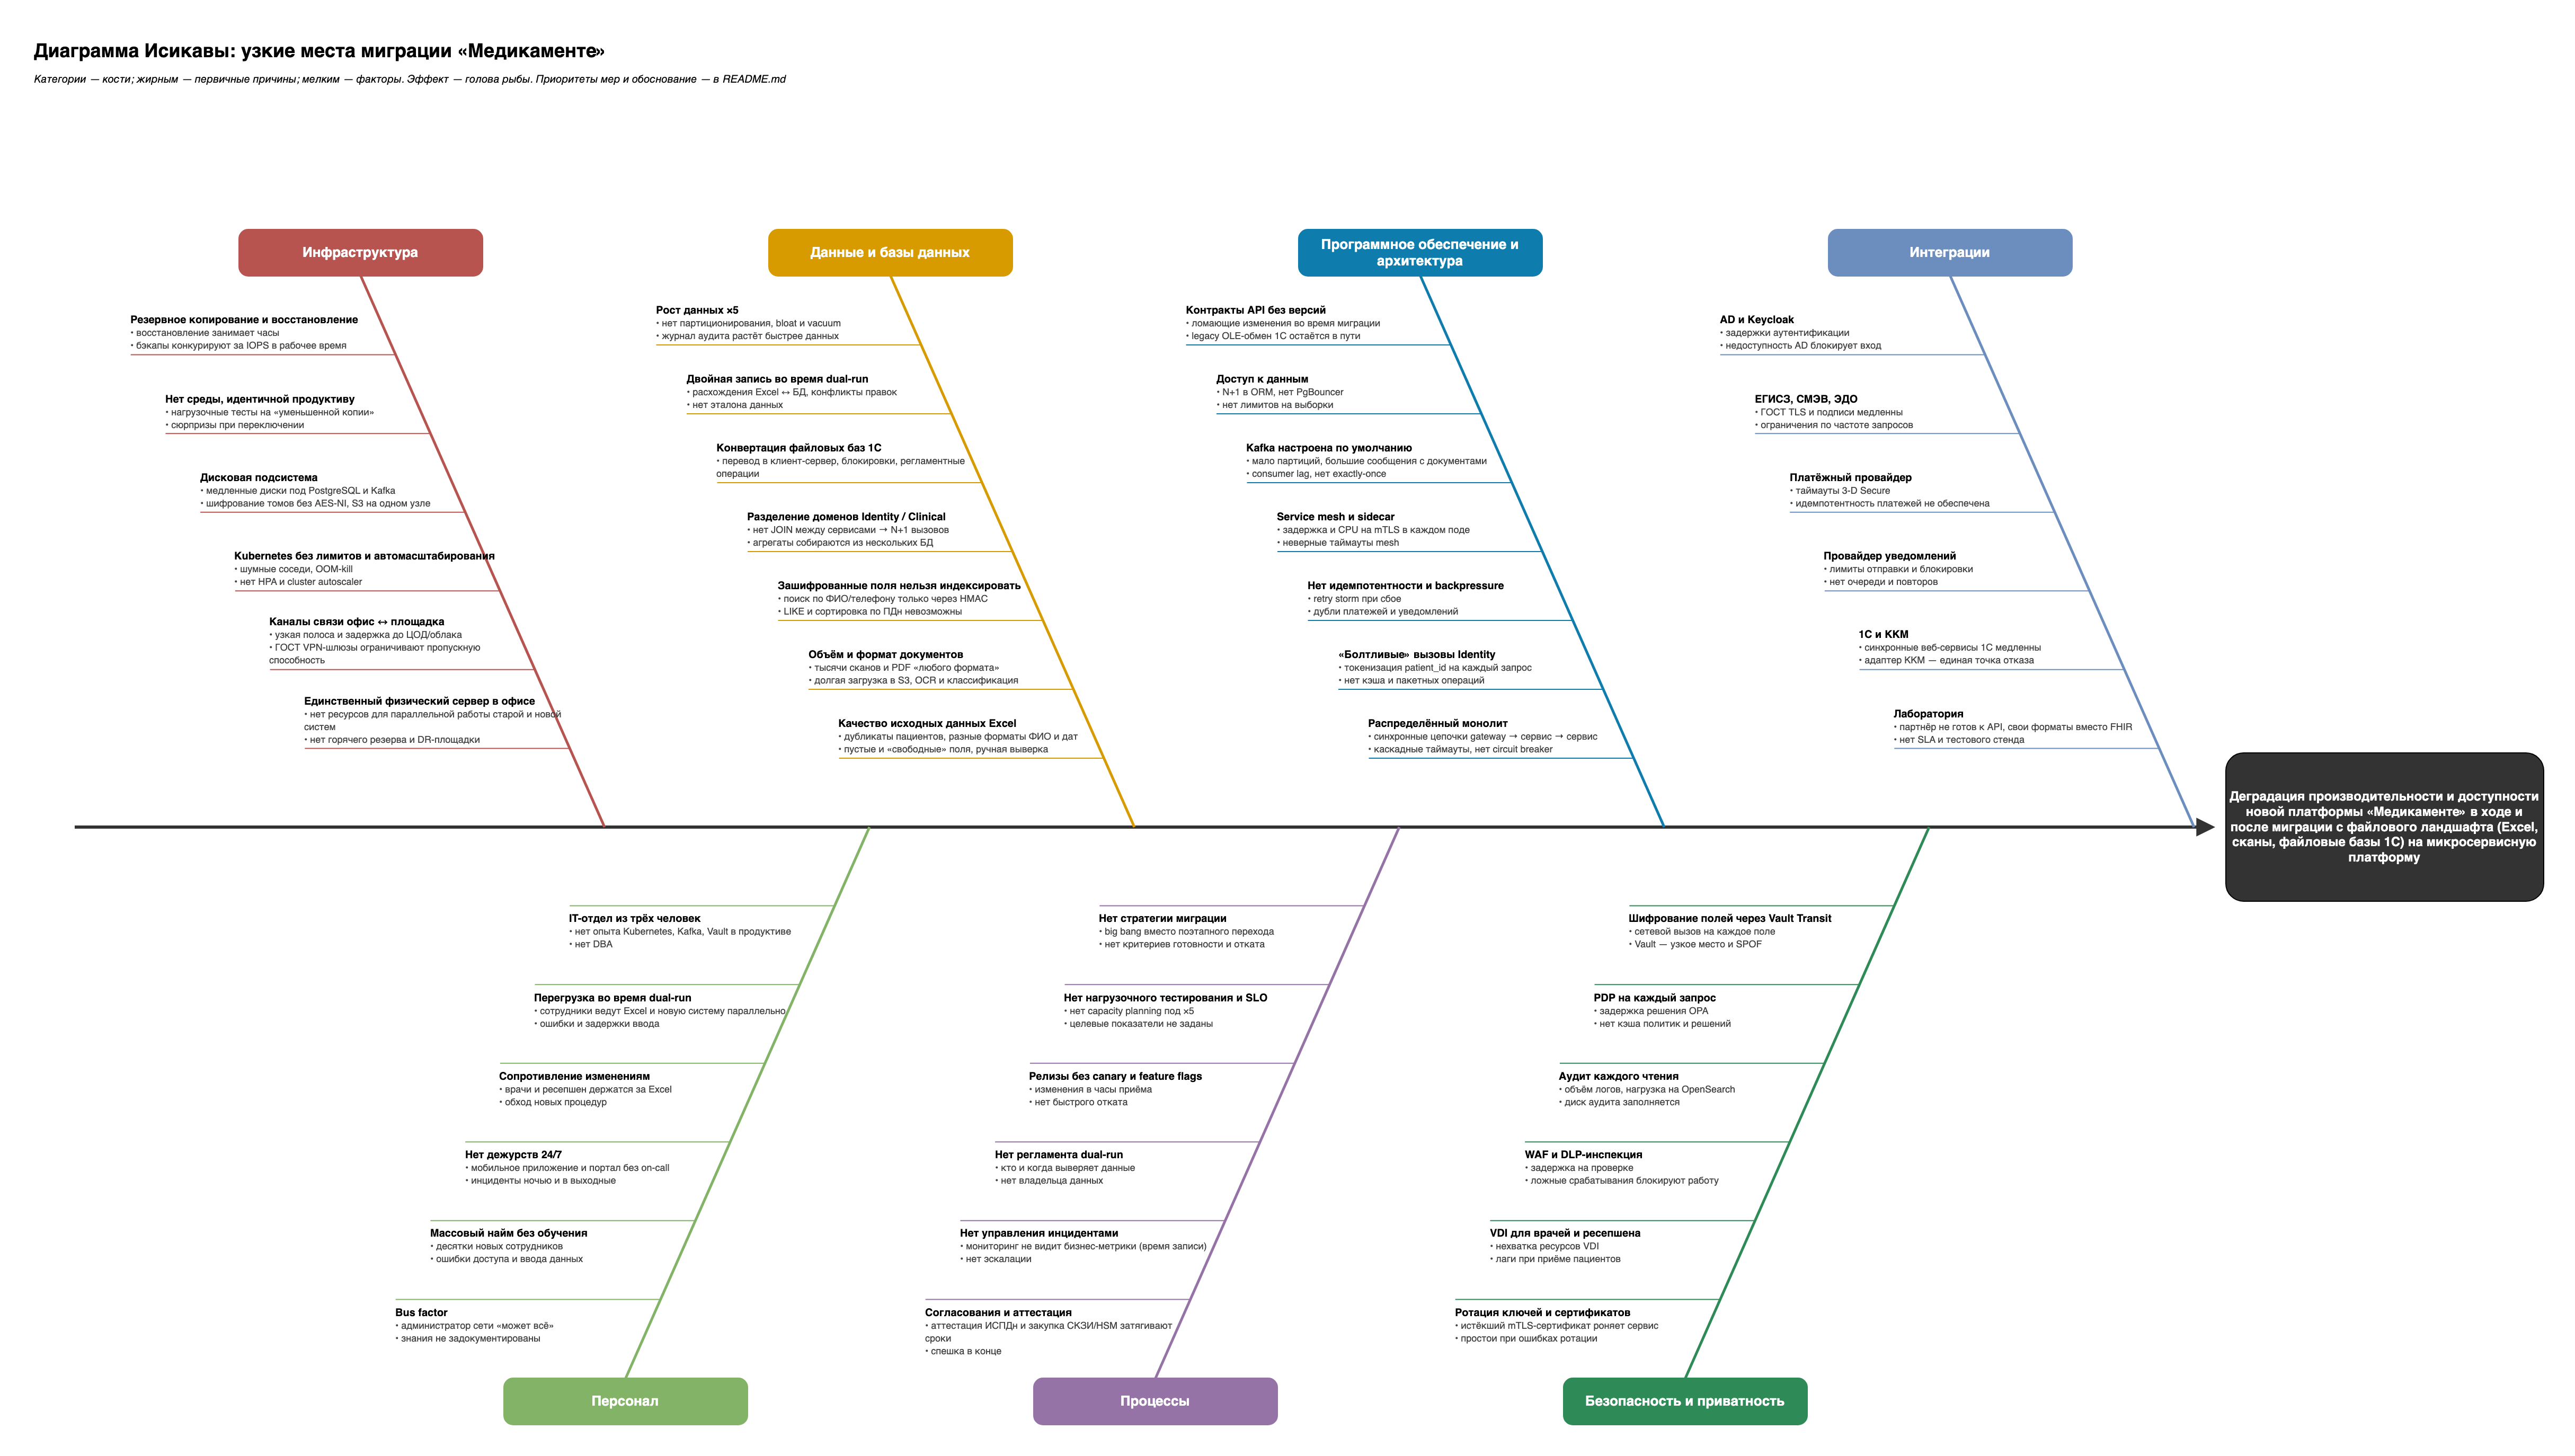 Диаграмма Исикавы: узкие места миграции «Медикаменте»
Категории — кости; жирным — первичные причины; мелким — факторы. Эффект — голова рыбы. Приоритеты мер и обоснование — в README.md
Инфраструктура
Резервное копирование и восстановление
• восстановление занимает часы
• бэкапы конкурируют за IOPS в рабочее время
Нет среды, идентичной продуктиву
• нагрузочные тесты на «уменьшенной копии»
• сюрпризы при переключении
Дисковая подсистема
• медленные диски под PostgreSQL и Kafka
• шифрование томов без AES-NI, S3 на одном узле
Kubernetes без лимитов и автомасштабирования
• шумные соседи, OOM-kill
• нет HPA и cluster autoscaler
Каналы связи офис ↔ площадка
• узкая полоса и задержка до ЦОД/облака
• ГОСТ VPN-шлюзы ограничивают пропускную
способность
Единственный физический сервер в офисе
• нет ресурсов для параллельной работы старой и новой
систем
• нет горячего резерва и DR-площадки
Данные и базы данных
Рост данных ×5
• нет партиционирования, bloat и vacuum
• журнал аудита растёт быстрее данных
Двойная запись во время dual-run
• расхождения Excel ↔ БД, конфликты правок
• нет эталона данных
Конвертация файловых баз 1С
• перевод в клиент-сервер, блокировки, регламентные
операции
Разделение доменов Identity / Clinical
• нет JOIN между сервисами → N+1 вызовов
• агрегаты собираются из нескольких БД
Зашифрованные поля нельзя индексировать
• поиск по ФИО/телефону только через HMAC
• LIKE и сортировка по ПДн невозможны
Объём и формат документов
• тысячи сканов и PDF «любого формата»
• долгая загрузка в S3, OCR и классификация
Качество исходных данных Excel
• дубликаты пациентов, разные форматы ФИО и дат
• пустые и «свободные» поля, ручная выверка
Программное обеспечение и
архитектура
Контракты API без версий
• ломающие изменения во время миграции
• legacy OLE-обмен 1С остаётся в пути
Доступ к данным
• N+1 в ORM, нет PgBouncer
• нет лимитов на выборки
Kafka настроена по умолчанию
• мало партиций, большие сообщения с документами
• consumer lag, нет exactly-once
Service mesh и sidecar
• задержка и CPU на mTLS в каждом поде
• неверные таймауты mesh
Нет идемпотентности и backpressure
• retry storm при сбое
• дубли платежей и уведомлений
«Болтливые» вызовы Identity
• токенизация patient_id на каждый запрос
• нет кэша и пакетных операций
Распределённый монолит
• синхронные цепочки gateway → сервис → сервис
• каскадные таймауты, нет circuit breaker
Интеграции
AD и Keycloak
• задержки аутентификации
• недоступность AD блокирует вход
ЕГИСЗ, СМЭВ, ЭДО
• ГОСТ TLS и подписи медленны
• ограничения по частоте запросов
Платёжный провайдер
• таймауты 3-D Secure
• идемпотентность платежей не обеспечена
Провайдер уведомлений
• лимиты отправки и блокировки
• нет очереди и повторов
1С и ККМ
• синхронные веб-сервисы 1С медленны
• адаптер ККМ — единая точка отказа
Лаборатория
• партнёр не готов к API, свои форматы вместо FHIR
• нет SLA и тестового стенда
Деградация производительности и доступности
новой платформы «Медикаменте» в ходе и
после миграции с файлового ландшафта (Excel,
сканы, файловые базы 1С) на микросервисную
платформу
IT-отдел из трёх человек
• нет опыта Kubernetes, Kafka, Vault в продуктиве
• нет DBA
Перегрузка во время dual-run
• сотрудники ведут Excel и новую систему параллельно
• ошибки и задержки ввода
Сопротивление изменениям
• врачи и ресепшен держатся за Excel
• обход новых процедур
Нет дежурств 24/7
• мобильное приложение и портал без on-call
• инциденты ночью и в выходные
Массовый найм без обучения
• десятки новых сотрудников
• ошибки доступа и ввода данных
Bus factor
• администратор сети «может всё»
• знания не задокументированы
Персонал
Нет стратегии миграции
• big bang вместо поэтапного перехода
• нет критериев готовности и отката
Нет нагрузочного тестирования и SLO
• нет capacity planning под ×5
• целевые показатели не заданы
Релизы без canary и feature flags
• изменения в часы приёма
• нет быстрого отката
Нет регламента dual-run
• кто и когда выверяет данные
• нет владельца данных
Нет управления инцидентами
• мониторинг не видит бизнес-метрики (время записи)
• нет эскалации
Согласования и аттестация
• аттестация ИСПДн и закупка СКЗИ/HSM затягивают
сроки
• спешка в конце
Процессы
Шифрование полей через Vault Transit
• сетевой вызов на каждое поле
• Vault — узкое место и SPOF
PDP на каждый запрос
• задержка решения OPA
• нет кэша политик и решений
Аудит каждого чтения
• объём логов, нагрузка на OpenSearch
• диск аудита заполняется
WAF и DLP-инспекция
• задержка на проверке
• ложные срабатывания блокируют работу
VDI для врачей и ресепшена
• нехватка ресурсов VDI
• лаги при приёме пациентов
Ротация ключей и сертификатов
• истёкший mTLS-сертификат роняет сервис
• простои при ошибках ротации
Безопасность и приватность